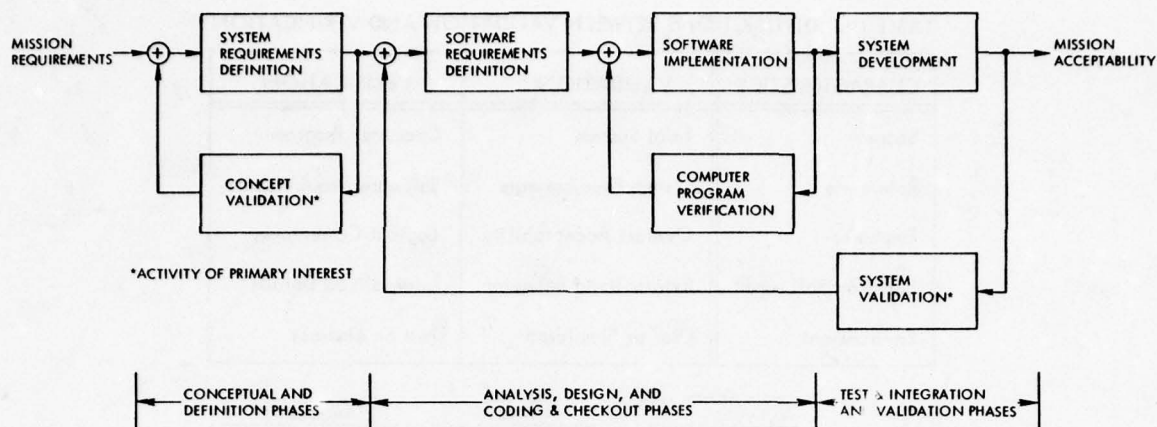 MISSION
REQUIREMENTS
+
SYSTEM
REQUIREMENTS
DEFINITION
+
SOFTWARE
REQUIREMENTS
DEFINITION
+
SOFTWARE
IMPLEMENTATION
SYSTEM
DEVELOPMENT
MISSION
ACCEPTABILITY
CONCEPT
VALIDATION*
COMPUTER
PROGRAM
VERIFICATION
*ACTIVITY OF PRIMARY INTEREST
SYSTEM
VALIDATION*
CONCEPTUAL AND
DEFINITION PHASES
ANALYSIS, DESIGN, AND
CODING & CHECKOUT PHASES
TEST & INTEGRATION
AND VALIDATION PHASES